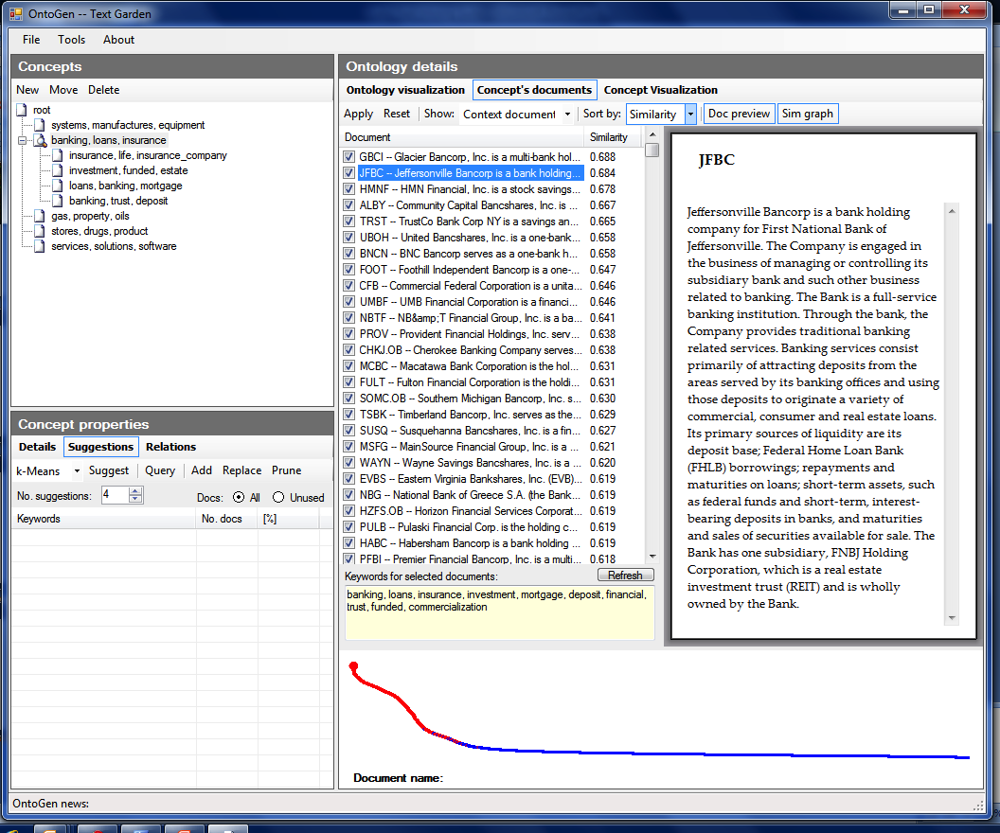 OntoGen -- Text Garden
File Tools About
Concepts
New Move Delete
root
systems, manufactures, equipment
banking, loans, insurance
insurance, life, insurance_company
investment, funded, estate
loans, banking, mortgage
banking, trust, deposit
gas, property, oils
stores, drugs, product
services, solutions, software
Concept properties
Details Suggestions Relations
k-Means Suggest Query Add Replace Prune
No. suggestions: 4 Docs: All Unused
Keywords No. docs [%]
Ontology details
Ontology visualization Concept's documents Concept Visualization
Apply Reset Show: Context document Sort by: Similarity Doc preview Sim graph
Document Similarity
GBCI -- Glacier Bancorp, Inc. is a multi-bank hol... 0.688
JFBC -- Jeffersonville Bancorp is a bank holding... 0.684
HMNF -- HMN Financial, Inc. is a stock savings... 0.678
ALBY -- Community Capital Bancshares, Inc. is ... 0.667
TRST -- TrustCo Bank Corp NY is a savings an... 0.665
UBOH -- United Bancshares, Inc. is a one-bank... 0.658
BNCN -- BNC Bancorp serves as a one-bank h... 0.658
FOOT -- Foothill Independent Bancorp is a one-... 0.647
CFB -- Commercial Federal Corporation is a unita... 0.646
UMBF -- UMB Financial Corporation is a financi... 0.646
NBTF -- NB&amp;T Financial Group, Inc. is a ba... 0.641
PROV -- Provident Financial Holdings, Inc. serv... 0.638
CHKJ.OB -- Cherokee Banking Company serves... 0.638
MCBC -- Macatawa Bank Corporation is the hol... 0.631
FULT -- Fulton Financial Corporation is the holdi... 0.631
SOMC.OB -- Southern Michigan Bancorp, Inc. s... 0.630
TSBK -- Timberland Bancorp, Inc. serves as the... 0.629
SUSQ -- Susquehanna Bancshares, Inc. is a fin... 0.627
MSFG -- MainSource Financial Group, Inc. is a ... 0.621
WAYN -- Wayne Savings Bancshares, Inc. is a ... 0.620
EVBS -- Eastern Virginia Bankshares, Inc. (EVB)... 0.619
NBG -- National Bank of Greece S.A. (the Bank... 0.619
HZFS.OB -- Horizon Financial Services Corporat... 0.619
PULB -- Pulaski Financial Corp. is the holding c... 0.619
HABC -- Habersham Bancorp is a bank holding ... 0.619
PFBI -- Premier Financial Bancorp, Inc. is a multi... 0.618
Keywords for selected documents: Refresh
banking, loans, insurance, investment, mortgage, deposit, financial,
trust, funded, commercialization
JFBC
Jeffersonville Bancorp is a bank holding
company for First National Bank of
Jeffersonville. The Company is engaged in
the business of managing or controlling its
subsidiary bank and such other business
related to banking. The Bank is a full-service
banking institution. Through the bank, the
Company provides traditional banking
related services. Banking services consist
primarily of attracting deposits from the
areas served by its banking offices and using
those deposits to originate a variety of
commercial, consumer and real estate loans.
Its primary sources of liquidity are its
deposit base; Federal Home Loan Bank
(FHLB) borrowings; repayments and
maturities on loans; short-term assets, such
as federal funds and short-term, interest-
bearing deposits in banks, and maturities
and sales of securities available for sale. The
Bank has one subsidiary, FNBJ Holding
Corporation, which is a real estate
investment trust (REIT) and is wholly
owned by the Bank.
Document name:
OntoGen news: